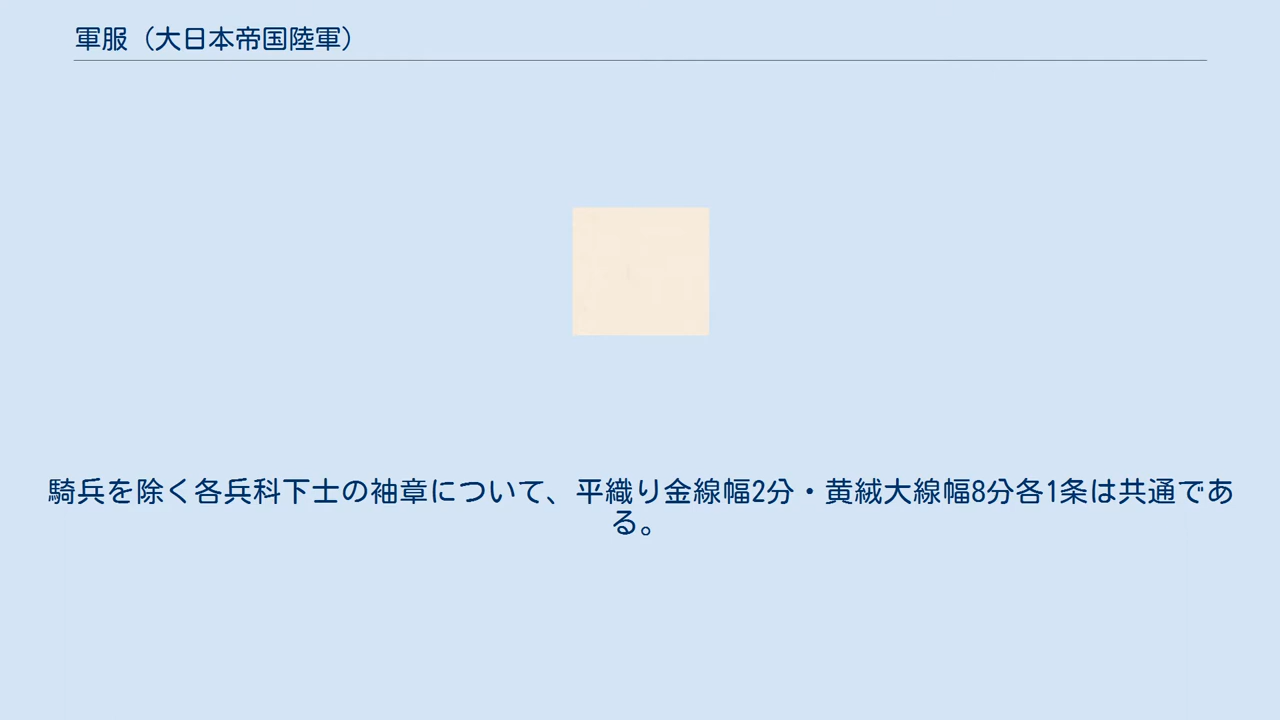 軍服（大日本帝国陸軍）
騎兵を除く各兵科下士の袖章について、平織り金線幅2分・黄絨大線幅8分各1条は共通であ
る。